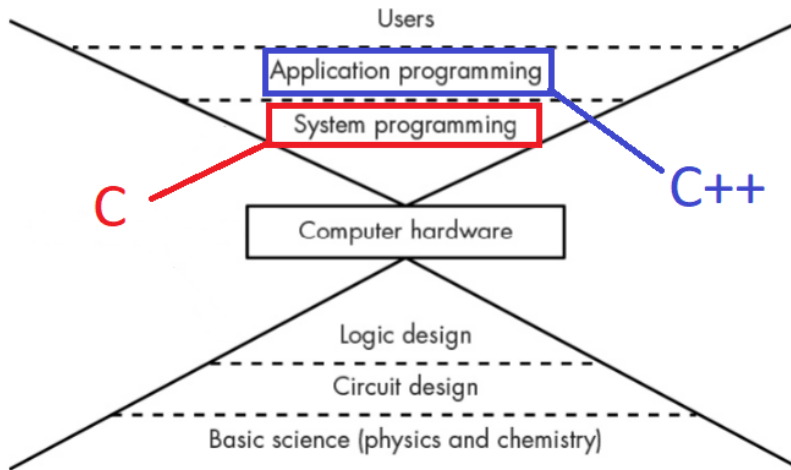 Users
Application programming
System programming
C
C++
Computer hardware
Logic design
Circuit design
Basic science (physics and chemistry)